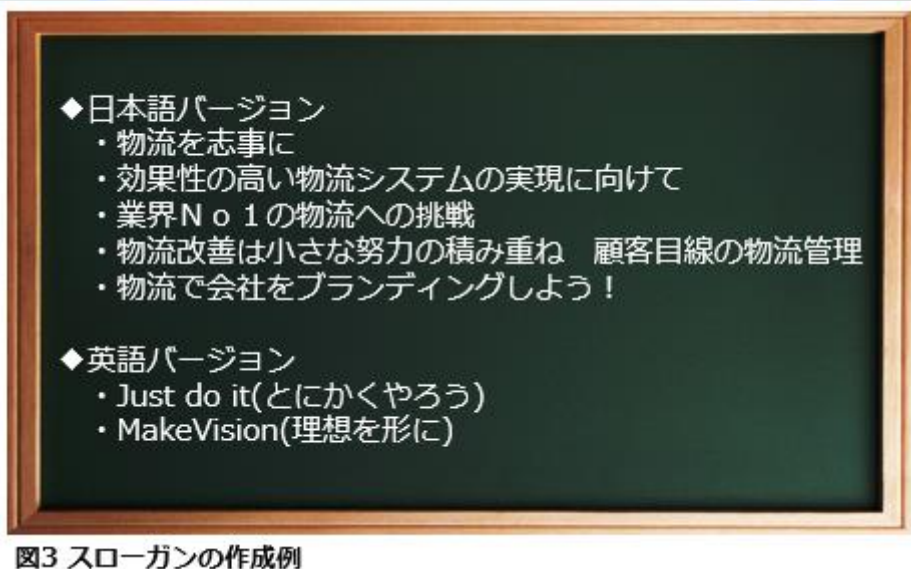 ◆日本語バージョン
・物流を志事に
・効果性の高い物流システムの実現に向けて
・業界Ｎｏ１の物流への挑戦
・物流改善は小さな努力の積み重ね　顧客目線の物流管理
・物流で会社をブランディングしよう！
◆英語バージョン
・Just do it(とにかくやろう)
・MakeVision(理想を形に)
図3 スローガンの作成例